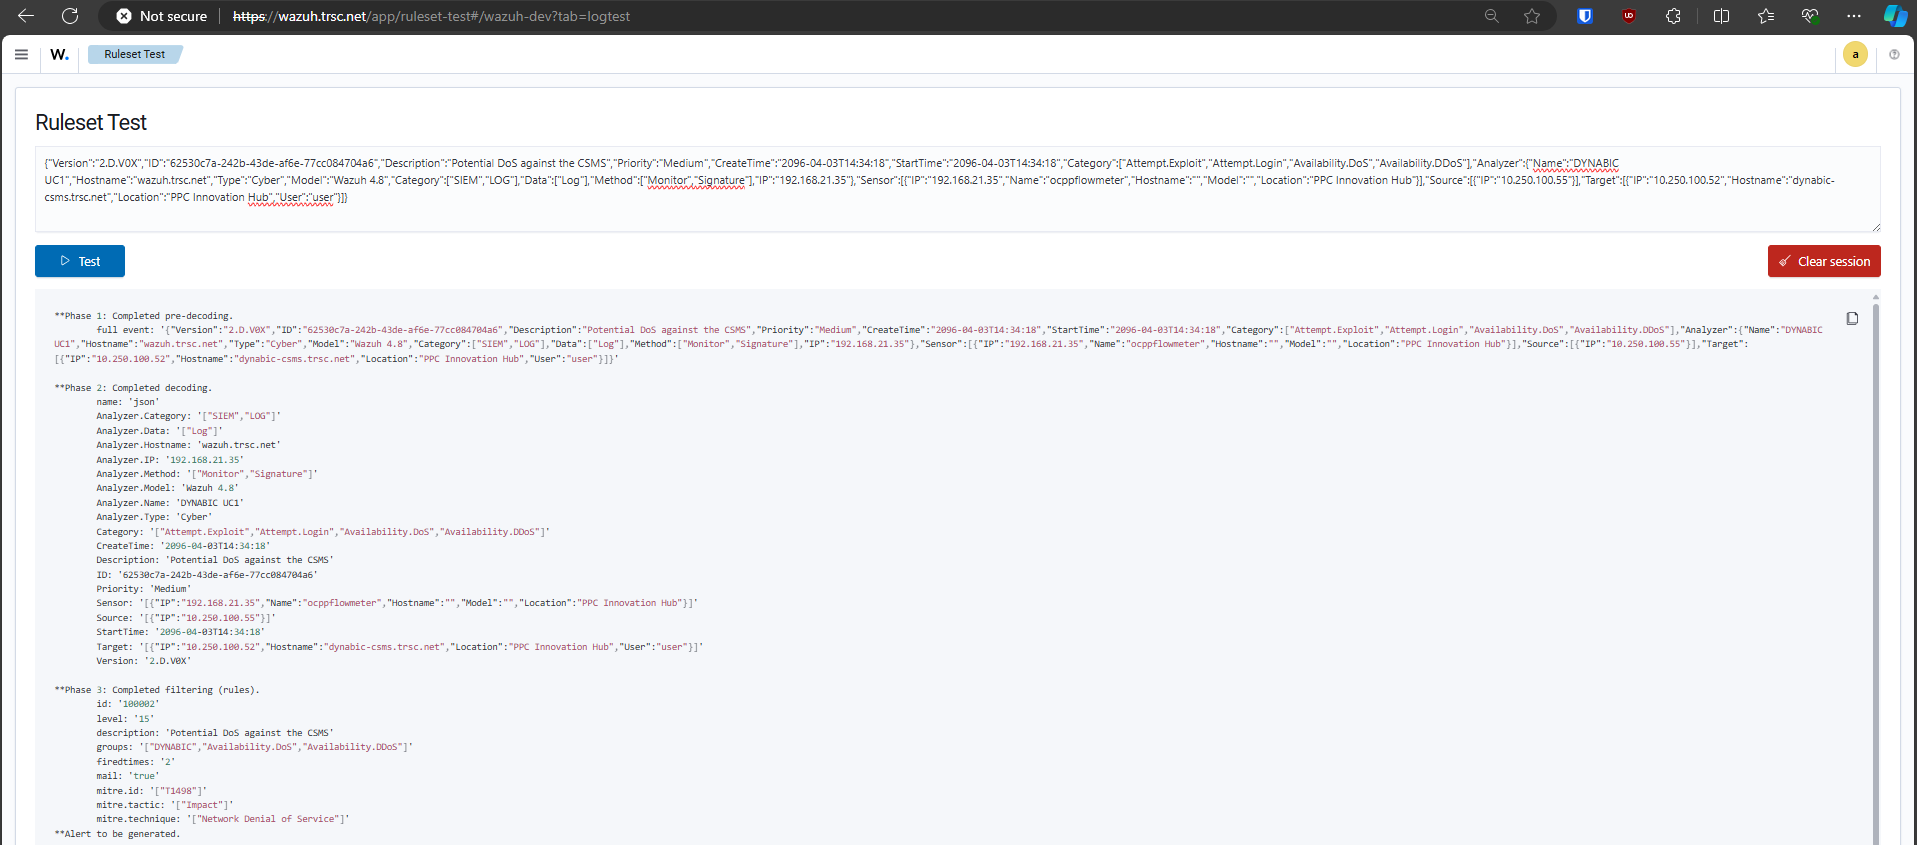 Not secure https://wazuh.trsc.net/app/ruleset-test#/wazuh-dev?tab=logtest
W. Ruleset Test a
Ruleset Test
{"Version":"2.D.V0X","ID":"62530c7a-242b-43de-af6e-77cc084704a6","Description":"Potential DoS against the CSMS","Priority":"Medium","CreateTime":"2096-04-03T14:34:18","StartTime":"2096-04-03T14:34:18","Category":["Attempt.Exploit","Attempt.Login","Availability.DoS","Availability.DDoS"],"Analyzer":{"Name":"DYNABIC
UC1","Hostname":"wazuh.trsc.net","Type":"Cyber","Model":"Wazuh 4.8","Category":["SIEM","LOG"],"Data":["Log"],"Method":["Monitor","Signature"],"IP":"192.168.21.35"},"Sensor":[{"IP":"192.168.21.35","Name":"ocppflowmeter","Hostname":"","Model":"","Location":"PPC Innovation Hub"}],"Source":[{"IP":"10.250.100.55"}],"Target":[{"IP":"10.250.100.52","Hostname":"dynabic-
csms.trsc.net","Location":"PPC Innovation Hub","User":"user"}]}
Test
Clear session
**Phase 1: Completed pre-decoding.
full event: '{"Version":"2.D.V0X","ID":"62530c7a-242b-43de-af6e-77cc084704a6","Description":"Potential DoS against the CSMS","Priority":"Medium","CreateTime":"2096-04-03T14:34:18","StartTime":"2096-04-03T14:34:18","Category":["Attempt.Exploit","Attempt.Login","Availability.DoS","Availability.DDoS"],"Analyzer":{"Name":"DYNABIC
UC1","Hostname":"wazuh.trsc.net","Type":"Cyber","Model":"Wazuh 4.8","Category":["SIEM","LOG"],"Data":["Log"],"Method":["Monitor","Signature"],"IP":"192.168.21.35"},"Sensor":[{"IP":"192.168.21.35","Name":"ocppflowmeter","Hostname":"","Model":"","Location":"PPC Innovation Hub"}],"Source":[{"IP":"10.250.100.55"}],"Target":
[{"IP":"10.250.100.52","Hostname":"dynabic-csms.trsc.net","Location":"PPC Innovation Hub","User":"user"}]}'
**Phase 2: Completed decoding.
name: 'json'
Analyzer.Category: '["SIEM","LOG"]'
Analyzer.Data: '["Log"]'
Analyzer.Hostname: 'wazuh.trsc.net'
Analyzer.IP: '192.168.21.35'
Analyzer.Method: '["Monitor","Signature"]'
Analyzer.Model: 'Wazuh 4.8'
Analyzer.Name: 'DYNABIC UC1'
Analyzer.Type: 'Cyber'
Category: '["Attempt.Exploit","Attempt.Login","Availability.DoS","Availability.DDoS"]'
CreateTime: '2096-04-03T14:34:18'
Description: 'Potential DoS against the CSMS'
ID: '62530c7a-242b-43de-af6e-77cc084704a6'
Priority: 'Medium'
Sensor: '[{"IP":"192.168.21.35","Name":"ocppflowmeter","Hostname":"","Model":"","Location":"PPC Innovation Hub"}]'
Source: '[{"IP":"10.250.100.55"}]'
StartTime: '2096-04-03T14:34:18'
Target: '[{"IP":"10.250.100.52","Hostname":"dynabic-csms.trsc.net","Location":"PPC Innovation Hub","User":"user"}]'
Version: '2.D.V0X'
**Phase 3: Completed filtering (rules).
id: '100002'
level: '15'
description: 'Potential DoS against the CSMS'
groups: '["DYNABIC","Availability.DoS","Availability.DDoS"]'
firedtimes: '2'
mail: 'true'
mitre.id: '["T1498"]'
mitre.tactic: '["Impact"]'
mitre.technique: '["Network Denial of Service"]'
**Alert to be generated.